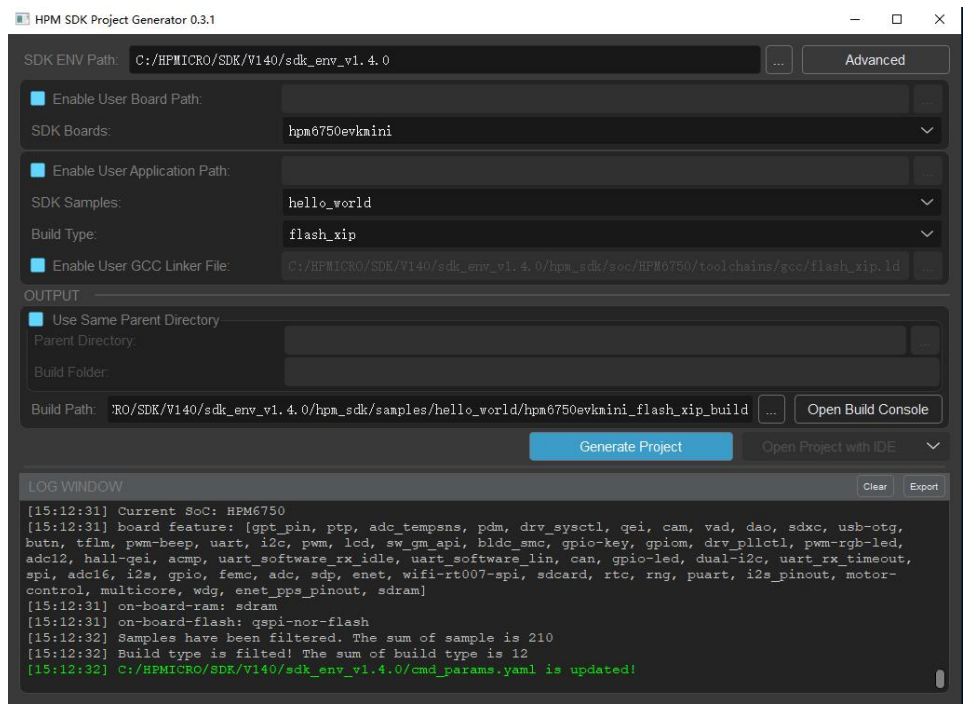 HPM SDK Project Generator 0.3.1
SDK ENV Path: C:/HPMICRO/SDK/V140/sdk_env_v1.4.0 ... Advanced
Enable User Board Path: ...
SDK Boards: hpm6750evkmini
Enable User Application Path: ...
SDK Samples: hello_world
Build Type: flash_xip
Enable User GCC Linker File: C:/HPMICRO/SDK/V140/sdk_env_v1.4.0/hpm_sdk/soc/HPM6750/toolchains/gcc/flash_xip.ld ...
OUTPUT
Use Same Parent Directory
Parent Directory: ...
Build Folder:
Build Path: RO/SDK/V140/sdk_env_v1.4.0/hpm_sdk/samples/hello_world/hpm6750evkmini_flash_xip_build ... Open Build Console
Generate Project Open Project with IDE
LOG WINDOW Clear Export
[15:12:31] Current SoC: HPM6750
[15:12:31] board feature: [gpt_pin, ptp, adc_tempsns, pdm, drv_sysctl, qei, cam, vad, dao, sdxc, usb-otg,
butn, tflm, pwm-beep, uart, i2c, pwm, lcd, sw_gm_api, bldc_smc, gpio-key, gpiom, drv_pllctl, pwm-rgb-led,
adc12, hall-qei, acmp, uart_software_rx_idle, uart_software_lin, can, gpio-led, dual-i2c, uart_rx_timeout,
spi, adc16, i2s, gpio, femc, adc, sdp, enet, wifi-rt007-spi, sdcard, rtc, rng, puart, i2s_pinout, motor-
control, multicore, wdg, enet_pps_pinout, sdram]
[15:12:31] on-board-ram: sdram
[15:12:31] on-board-flash: qspi-nor-flash
[15:12:32] Samples have been filtered. The sum of sample is 210
[15:12:32] Build type is filted! The sum of build type is 12
[15:12:32] C:/HPMICRO/SDK/V140/sdk_env_v1.4.0/cmd_params.yaml is updated!